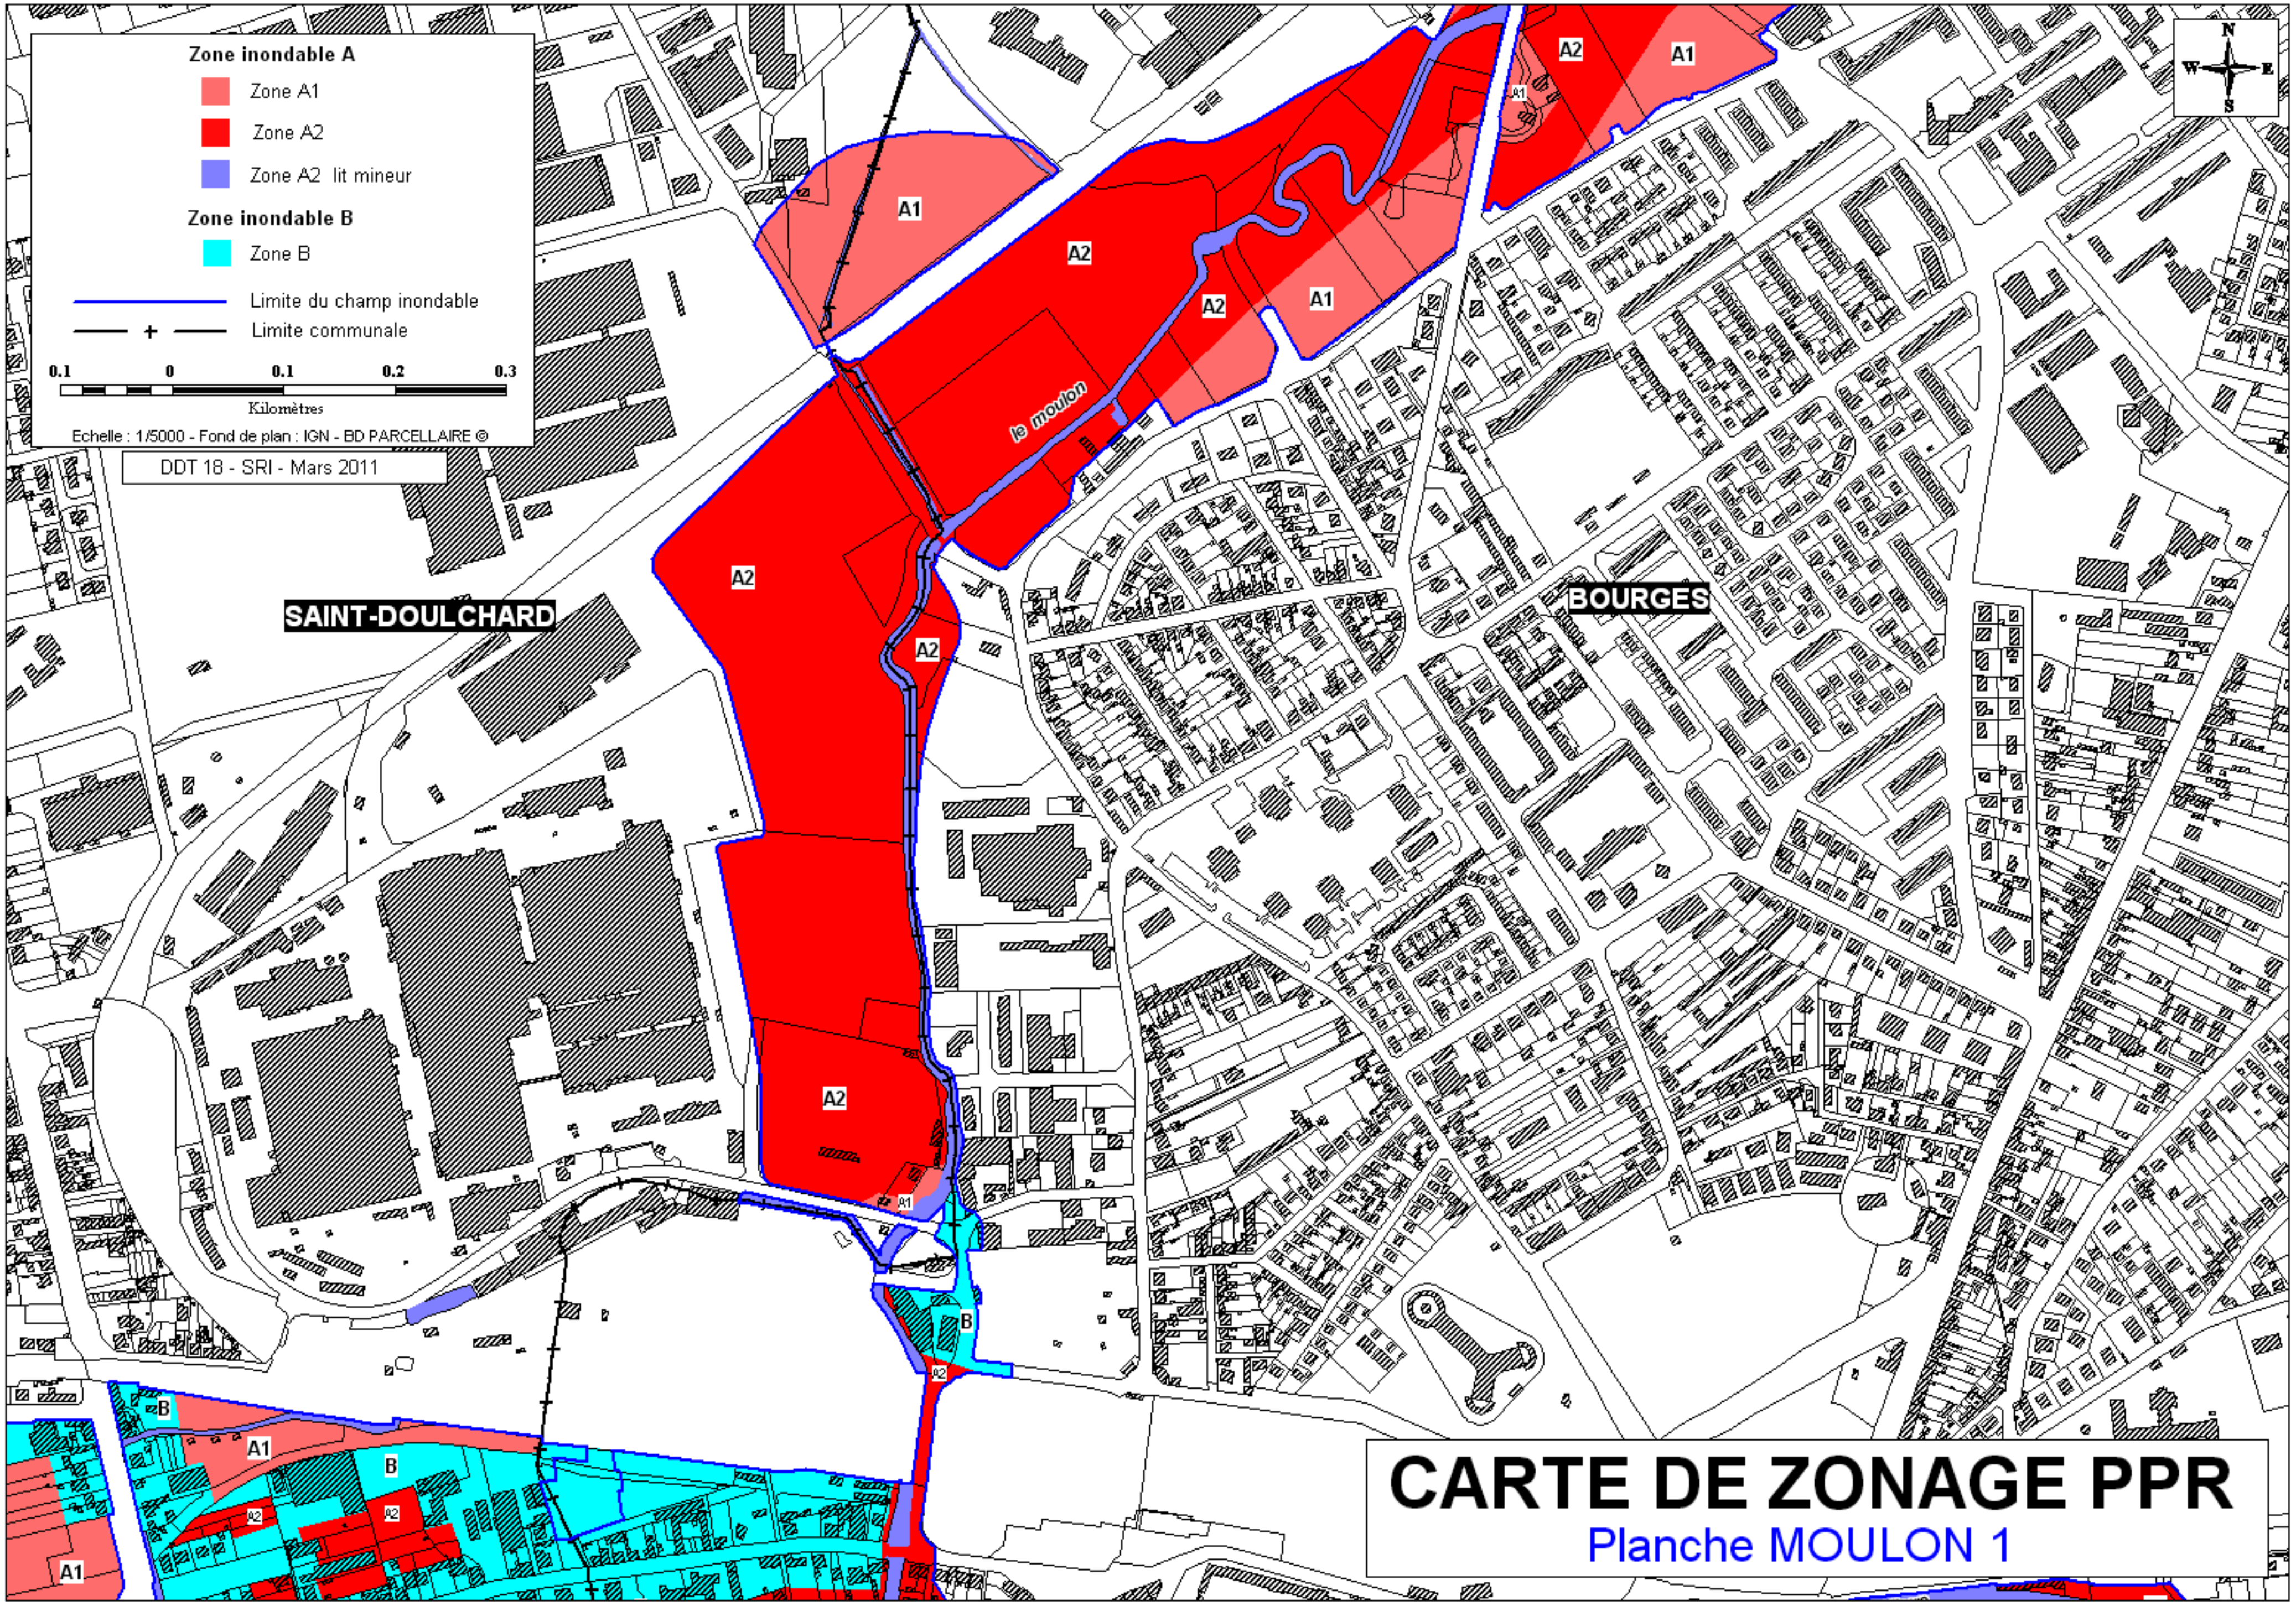 Zone inondable A
Zone A1
Zone A2
Zone A2 lit mineur
Zone inondable B
Zone B
Limite du champ inondable
Limite communale
0.1 0 0.1 0.2 0.3
Kilomètres
Echelle : 1/5000 - Fond de plan : IGN - BD PARCELLAIRE ©
DDT 18 - SRI - Mars 2011
N
W E
S
A2
A1
A1
A1
A2
A2
A1
le moulon
A2
SAINT-DOULCHARD
BOURGES
A2
A2
A1
B
A2
B
A1
B
A2
A2
A1
CARTE DE ZONAGE PPR
Planche MOULON 1